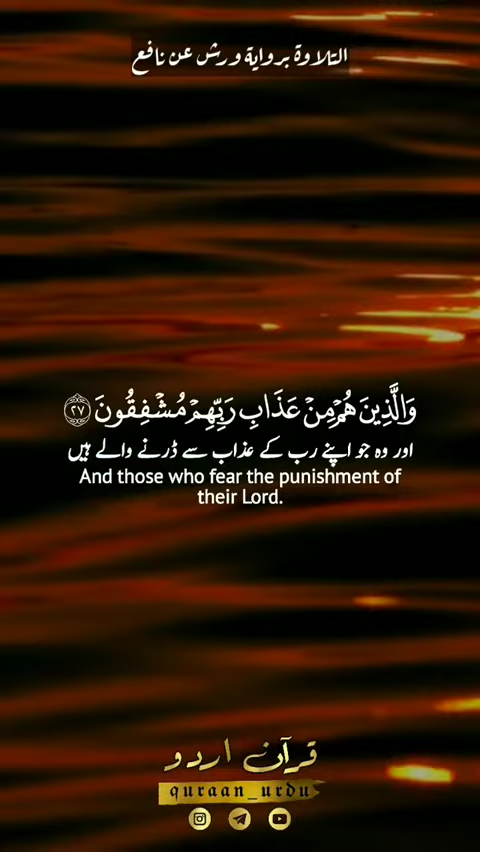 التلاوة برواية ورش عن نافع
وَالَّذِينَ هُم مِّنْ عَذَابِ رَبِّهِم مُّشْفِقُونَ ٢٧
اور وہ جو اپنے رب کے عذاب سے ڈرنے والے ہیں
And those who fear the punishment of
their Lord.
قرآن اردو
quraan_urdu